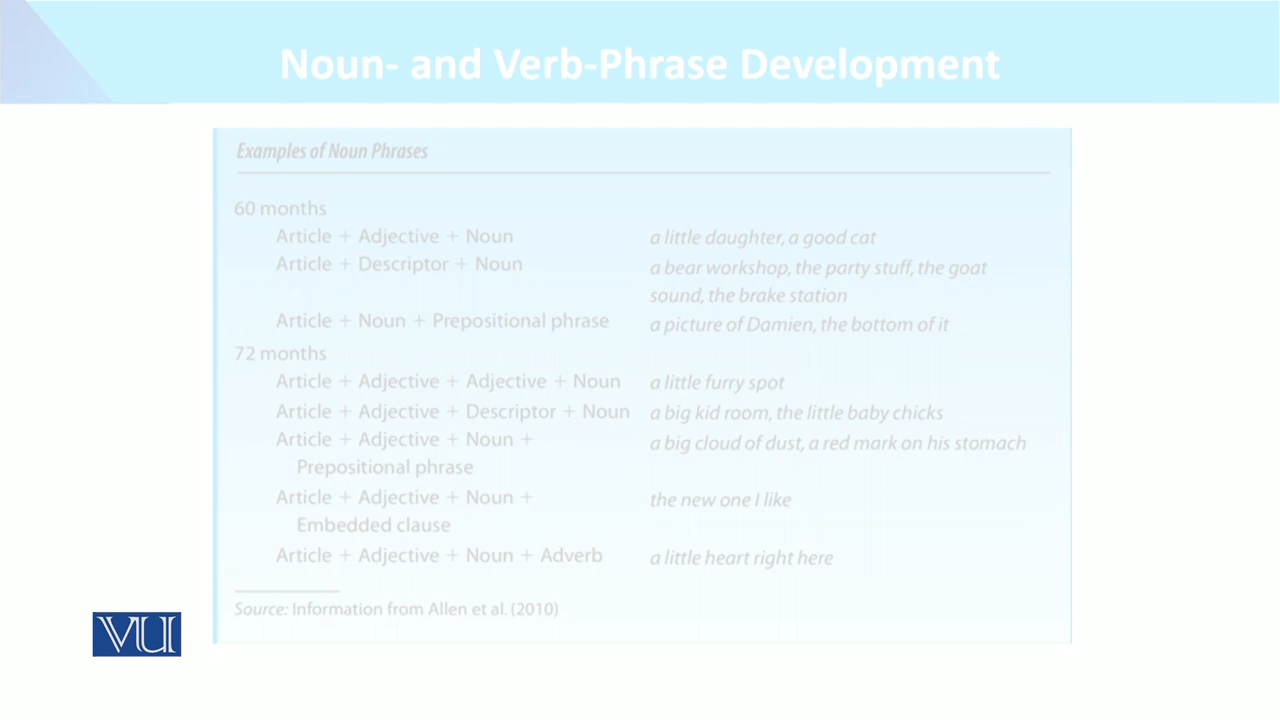 Noun- and Verb-Phrase Development
Examples of Noun Phrases
60 months
Article + Adjective + Noun a little daughter, a good cat
Article + Descriptor + Noun a bear workshop, the party stuff, the goat
sound, the brake station
Article + Noun + Prepositional phrase a picture of Damien, the bottom of it
72 months
Article + Adjective + Adjective + Noun a little furry spot
Article + Adjective + Descriptor + Noun a big kid room, the little baby chicks
Article + Adjective + Noun + a big cloud of dust, a red mark on his stomach
Prepositional phrase
Article + Adjective + Noun + the new one I like
Embedded clause
Article + Adjective + Noun + Adverb a little heart right here
Source: Information from Allen et al. (2010)
VU